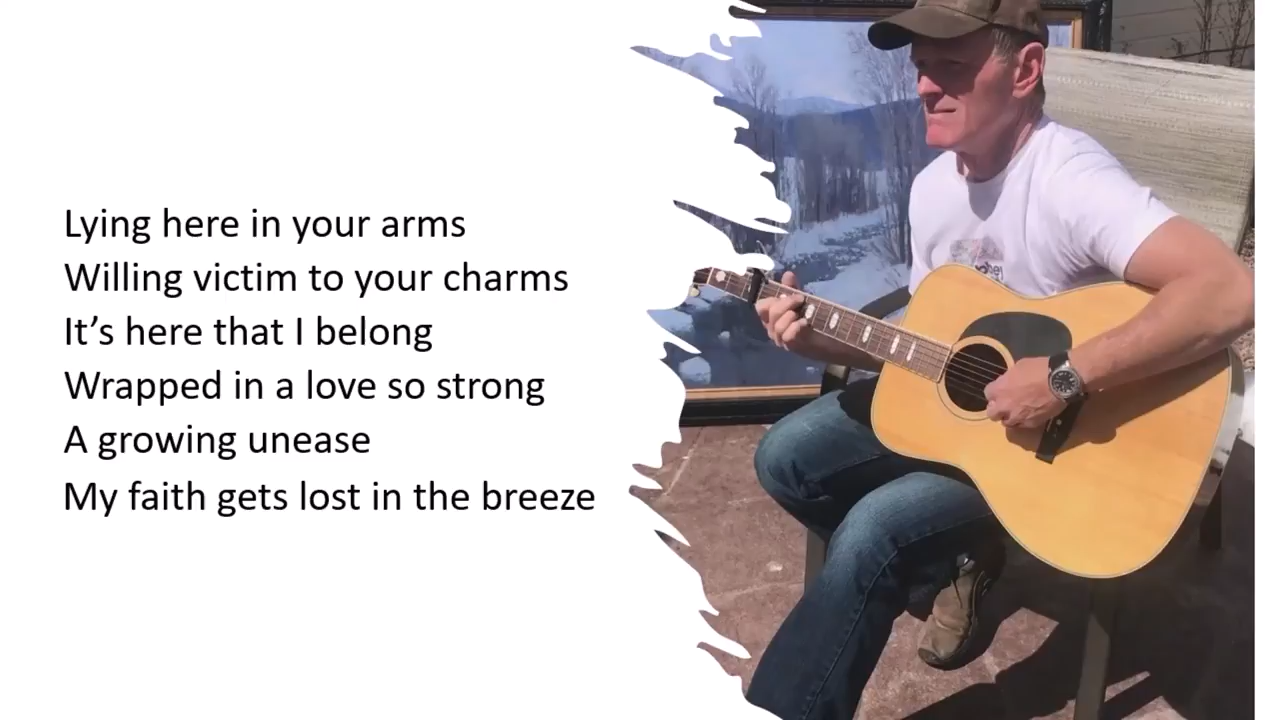 Lying here in your arms
Willing victim to your charms
It’s here that I belong
Wrapped in a love so strong
A growing unease
My faith gets lost in the breeze